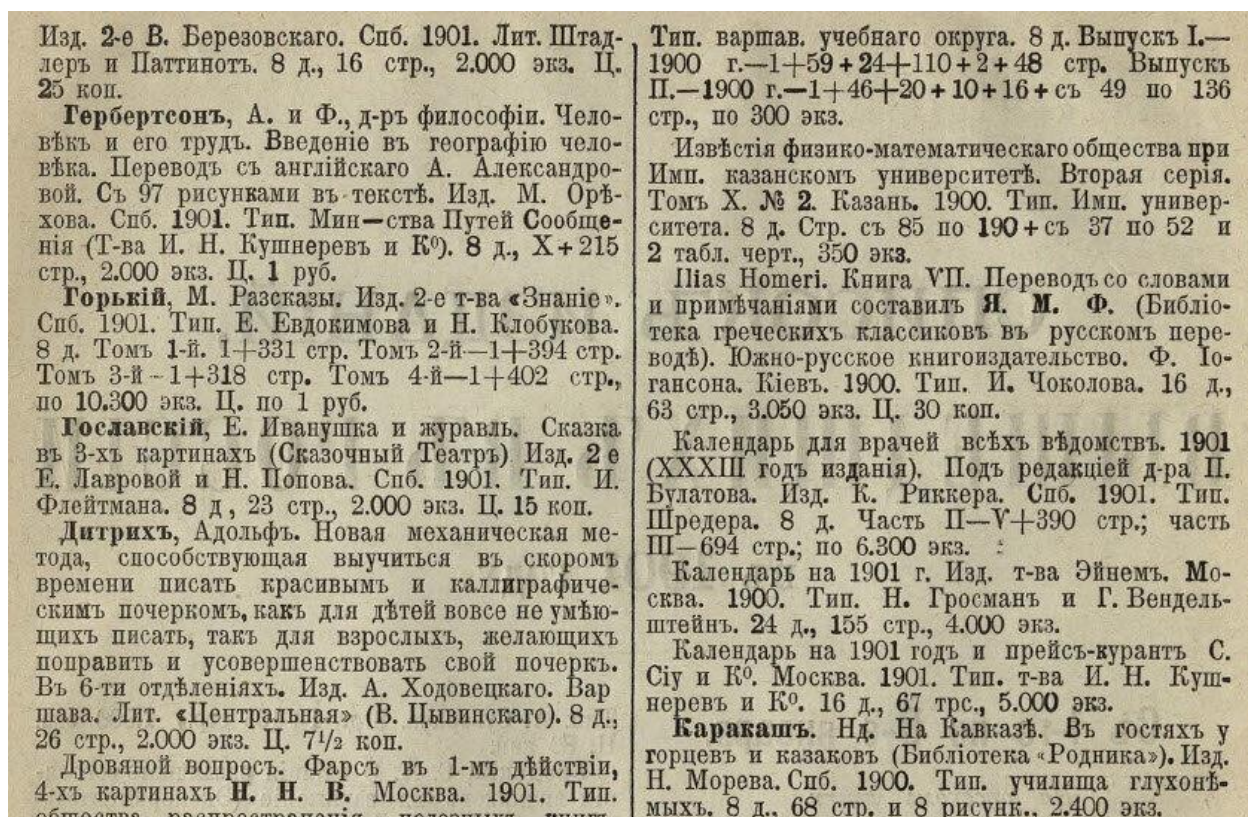 Изд. 2-е В. Березовскаго. Спб. 1901. Лит. Штад-
леръ и Паттинотъ. 8 д., 16 стр., 2.000 экз. Ц.
25 коп.
Гербертсонъ, А. и Ф., д-ръ философіи. Чело-
вѣкъ и его трудъ. Введеніе въ географію чело-
вѣка. Переводъ съ англійскаго А. Александро-
вой. Съ 97 рисунками въ текстѣ. Изд. М. Орѣ-
хова. Спб. 1901. Тип. Мин—ства Путей Сообще-
нія (Т-ва И. Н. Кушнеревъ и К⁰). 8 д., X+215
стр., 2.000 экз. Ц. 1 руб.
Горькій, М. Разсказы. Изд. 2-е т-ва «Знаніе».
Спб. 1901. Тип. Е. Евдокимова и Н. Клобукова.
8 д. Томъ 1-й. 1+331 стр. Томъ 2-й—1+394 стр.
Томъ 3-й-1+318 стр. Томъ 4-й—1+402 стр.,
по 10.300 экз. Ц. по 1 руб.
Гославскій, Е. Иванушка и журавль. Сказка
въ 3-хъ картинахъ (Сказочный Театръ) Изд. 2 е
Е. Лавровой и Н. Попова. Спб. 1901. Тип. И.
Флейтмана. 8 д, 23 стр., 2.000 экз. Ц. 15 коп.
Дитрихъ, Адольфъ. Новая механическая ме-
тода, способствующая выучиться въ скоромъ
времени писать красивымъ и каллиграфиче-
скимъ почеркомъ, какъ для дѣтей вовсе не умѣю-
щихъ писать, такъ для взрослыхъ, желающихъ
поправить и усовершенствовать свой почеркъ.
Въ 6-ти отдѣленіяхъ. Изд. А. Ходовецкаго. Вар
шава. Лит. «Центральная» (В. Цывинскаго). 8 д.,
26 стр., 2.000 экз. Ц. 7¹/₂ коп.
Дровяной вопросъ. Фарсъ въ 1-мъ дѣйствіи,
4-хъ картинахъ Н. Н. В. Москва. 1901. Тип.
общества распространенія полезныхъ книгъ.
Тип. варшав. учебнаго округа. 8 д. Выпускъ I.—
1900 г.—1+59+24+110+2+48 стр. Выпускъ
II.—1900 г.—1+46+20+10+16+съ 49 по 136
стр., по 300 экз.
Извѣстія физико-математическаго общества при
Имп. казанскомъ университетѣ. Вторая серія.
Томъ X. № 2. Казань. 1900. Тип. Имп. универ-
ситета. 8 д. Стр. съ 85 по 190+съ 37 по 52 и
2 табл. черт., 350 экз.
Ilias Homeri. Книга VII. Переводъ со словами
и примѣчаніями составилъ Я. М. Ф. (Библіо-
тека греческихъ классиковъ въ русскомъ пере-
водѣ). Южно-русское книгоиздательство. Ф. Іо-
гансона. Кіевъ. 1900. Тип. И. Чоколова. 16 д.,
63 стр., 3.050 экз. Ц. 30 коп.
Календарь для врачей всѣхъ вѣдомствъ. 1901
(XXXIII годъ изданія). Подъ редакціей д-ра П.
Булатова. Изд. К. Риккера. Спб. 1901. Тип.
Шредера. 8 д. Часть II—V+390 стр.; часть
III—694 стр.; по 6.300 экз.
Календарь на 1901 г. Изд. т-ва Эйнемъ. Мо-
сква. 1900. Тип. Н. Гросманъ и Г. Вендель-
штейнъ. 24 д., 155 стр., 4.000 экз.
Календарь на 1901 годъ и прейсъ-курантъ С.
Сіу и К⁰. Москва. 1901. Тип. т-ва И. Н. Куш-
неревъ и К⁰. 16 д., 67 трс., 5.000 экз.
Каракашъ. Нд. На Кавказѣ. Въ гостяхъ у
горцевъ и казаковъ (Библіотека «Родника»). Изд.
Н. Морева. Спб. 1900. Тип. училища глухонѣ-
мыхъ. 8 д., 68 стр. и 8 рисунк., 2.400 экз.